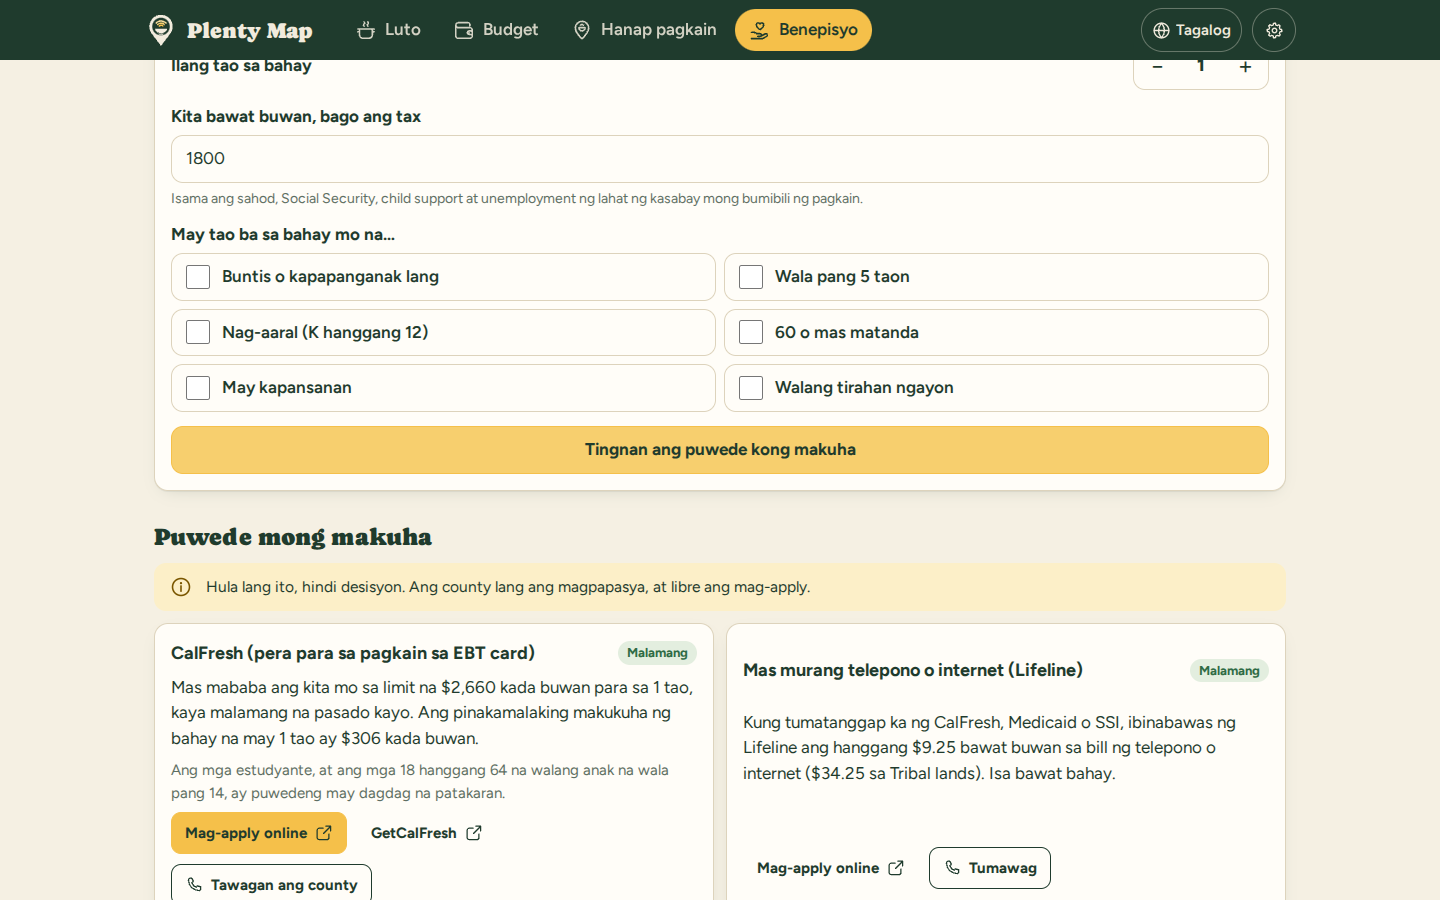 Plenty Map
Luto
Budget
Hanap pagkain
Benepisyo
Tagalog
Ilang tao sa bahay
− 1 +
Kita bawat buwan, bago ang tax
1800
Isama ang sahod, Social Security, child support at unemployment ng lahat ng kasabay mong bumibili ng pagkain.
May tao ba sa bahay mo na...
Buntis o kapapanganak lang
Wala pang 5 taon
Nag-aaral (K hanggang 12)
60 o mas matanda
May kapansanan
Walang tirahan ngayon
Tingnan ang puwede kong makuha
Puwede mong makuha
Hula lang ito, hindi desisyon. Ang county lang ang magpapasya, at libre ang mag-apply.
CalFresh (pera para sa pagkain sa EBT card)
Malamang
Mas mababa ang kita mo sa limit na $2,660 kada buwan para sa 1 tao,
kaya malamang na pasado kayo. Ang pinakamalaking makukuha ng
bahay na may 1 tao ay $306 kada buwan.
Ang mga estudyante, at ang mga 18 hanggang 64 na walang anak na wala
pang 14, ay puwedeng may dagdag na patakaran.
Mag-apply online
GetCalFresh
Tawagan ang county
Mas murang telepono o internet (Lifeline)
Malamang
Kung tumatanggap ka ng CalFresh, Medicaid o SSI, ibinabawas ng
Lifeline ang hanggang $9.25 bawat buwan sa bill ng telepono o
internet ($34.25 sa Tribal lands). Isa bawat bahay.
Mag-apply online
Tumawag